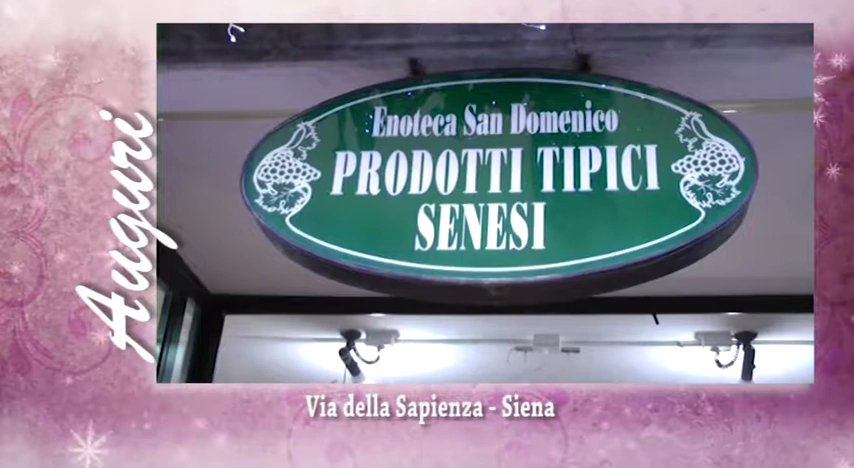 Auguri
Enoteca San Domenico
PRODOTTI TIPICI
SENESI
Via della Sapienza - Siena